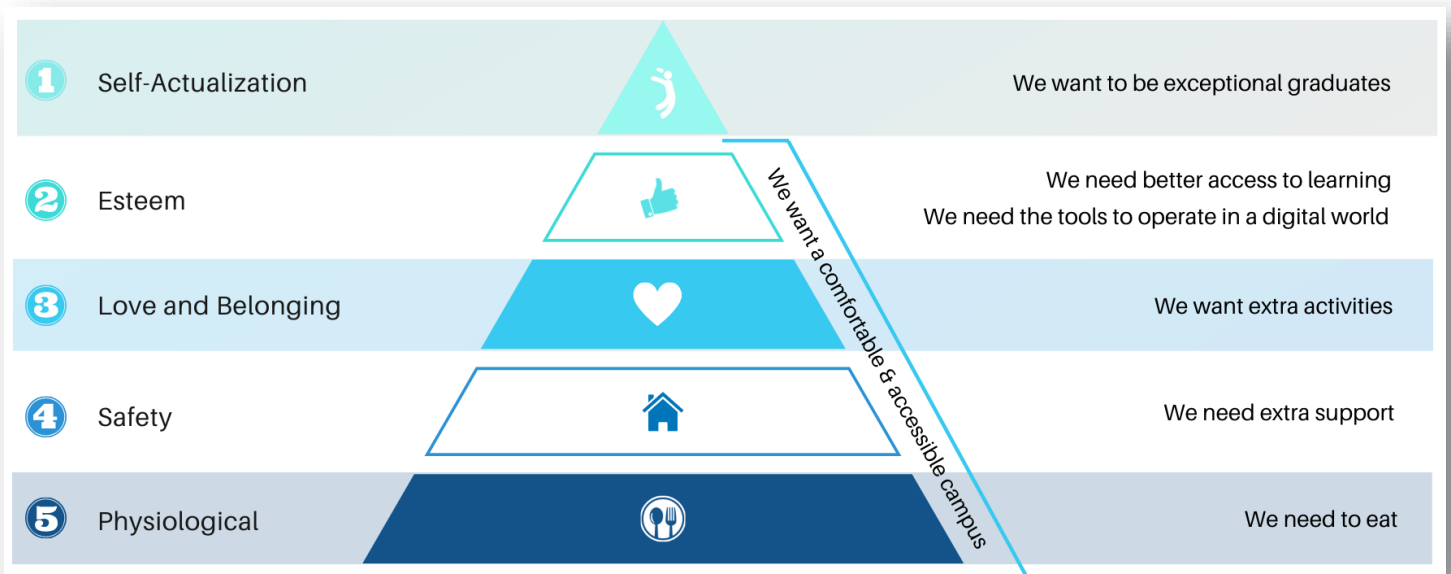 1 Self-Actualization We want to be exceptional graduates
2 Esteem We need better access to learning
We need the tools to operate in a digital world
3 Love and Belonging We want extra activities
4 Safety We need extra support
5 Physiological We need to eat
We want a comfortable & accessible campus